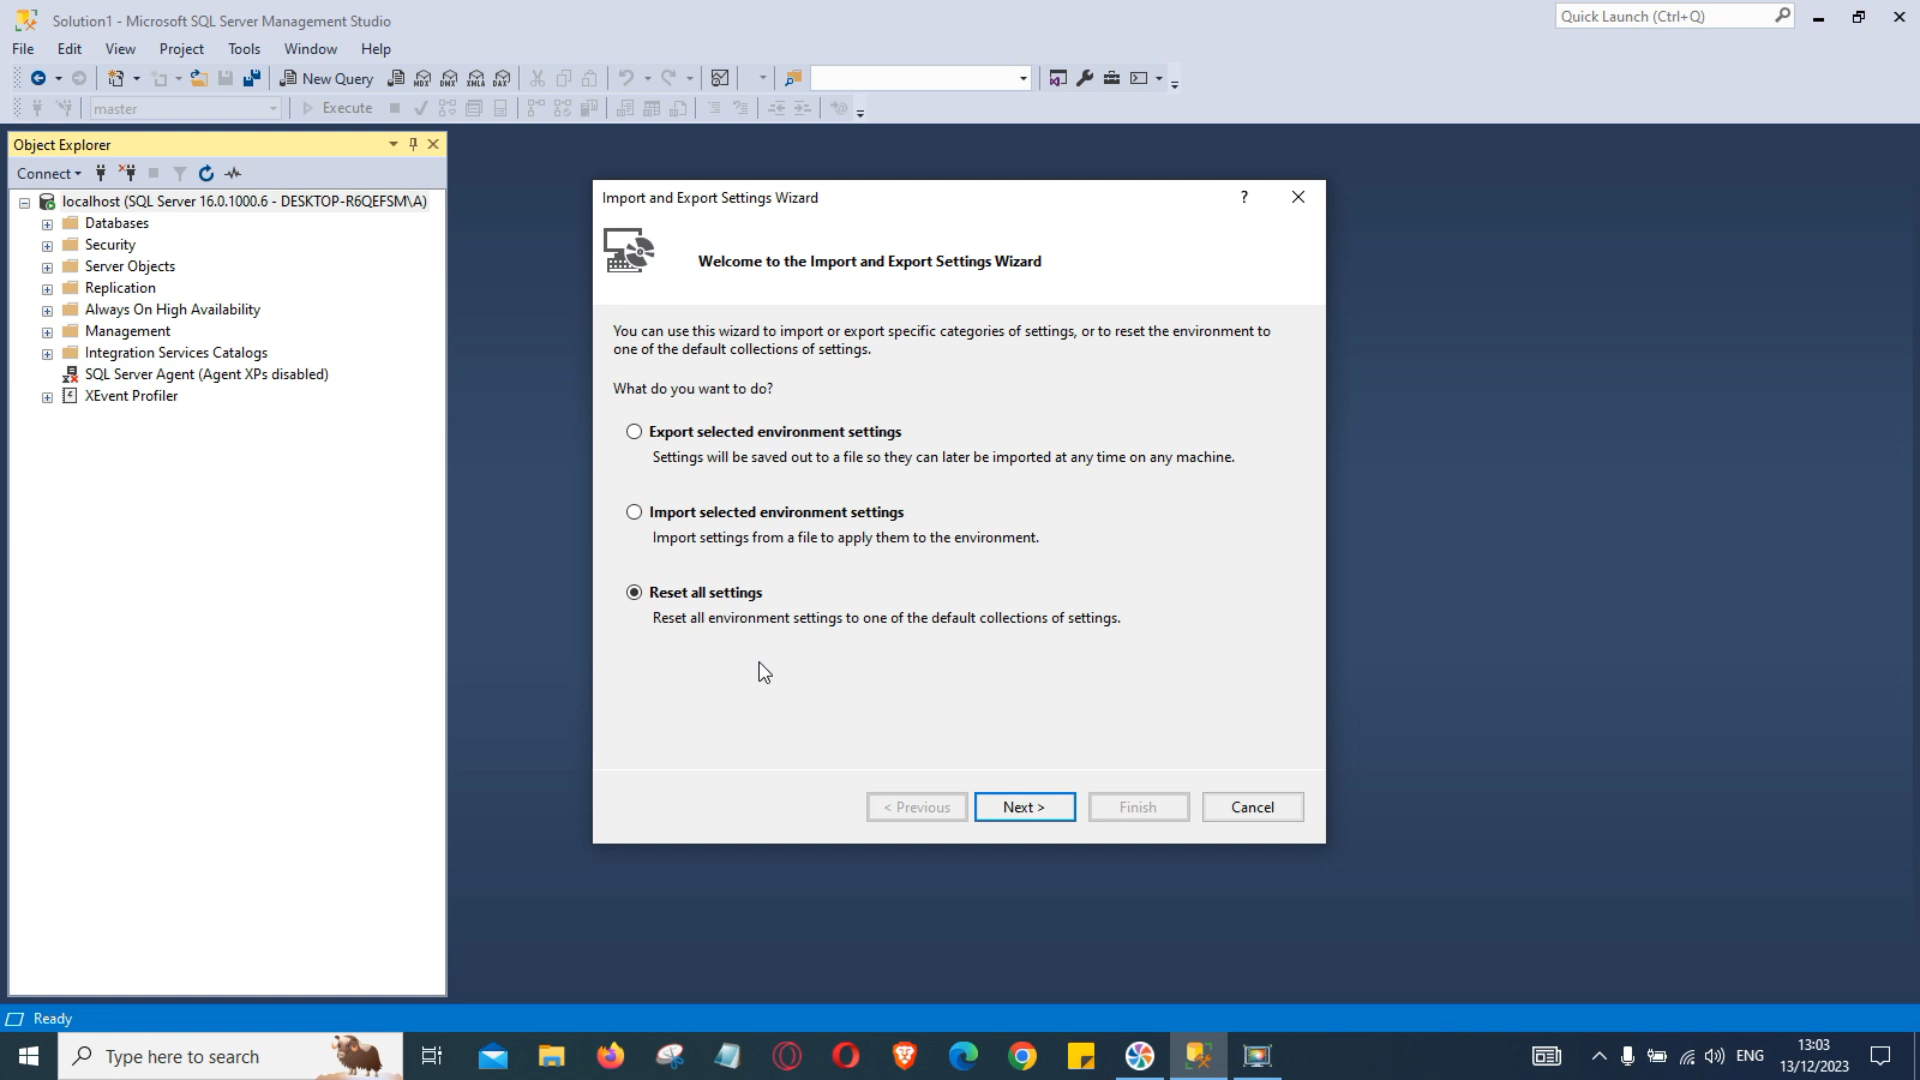 Solution1 - Microsoft SQL Server Management Studio
Quick Launch (Ctrl+Q)
File Edit View Project Tools Window Help
New Query MDX DMX XMLA DAX
master Execute
Object Explorer
Connect
localhost (SQL Server 16.0.1000.6 - DESKTOP-R6QEFSM\A)
Databases
Security
Server Objects
Replication
Always On High Availability
Management
Integration Services Catalogs
SQL Server Agent (Agent XPs disabled)
XEvent Profiler
Import and Export Settings Wizard
?
Welcome to the Import and Export Settings Wizard
You can use this wizard to import or export specific categories of settings, or to reset the environment to
one of the default collections of settings.
What do you want to do?
Export selected environment settings
Settings will be saved out to a file so they can later be imported at any time on any machine.
Import selected environment settings
Import settings from a file to apply them to the environment.
Reset all settings
Reset all environment settings to one of the default collections of settings.
< Previous Next > Finish Cancel
Ready
Type here to search
ENG
13:03
13/12/2023